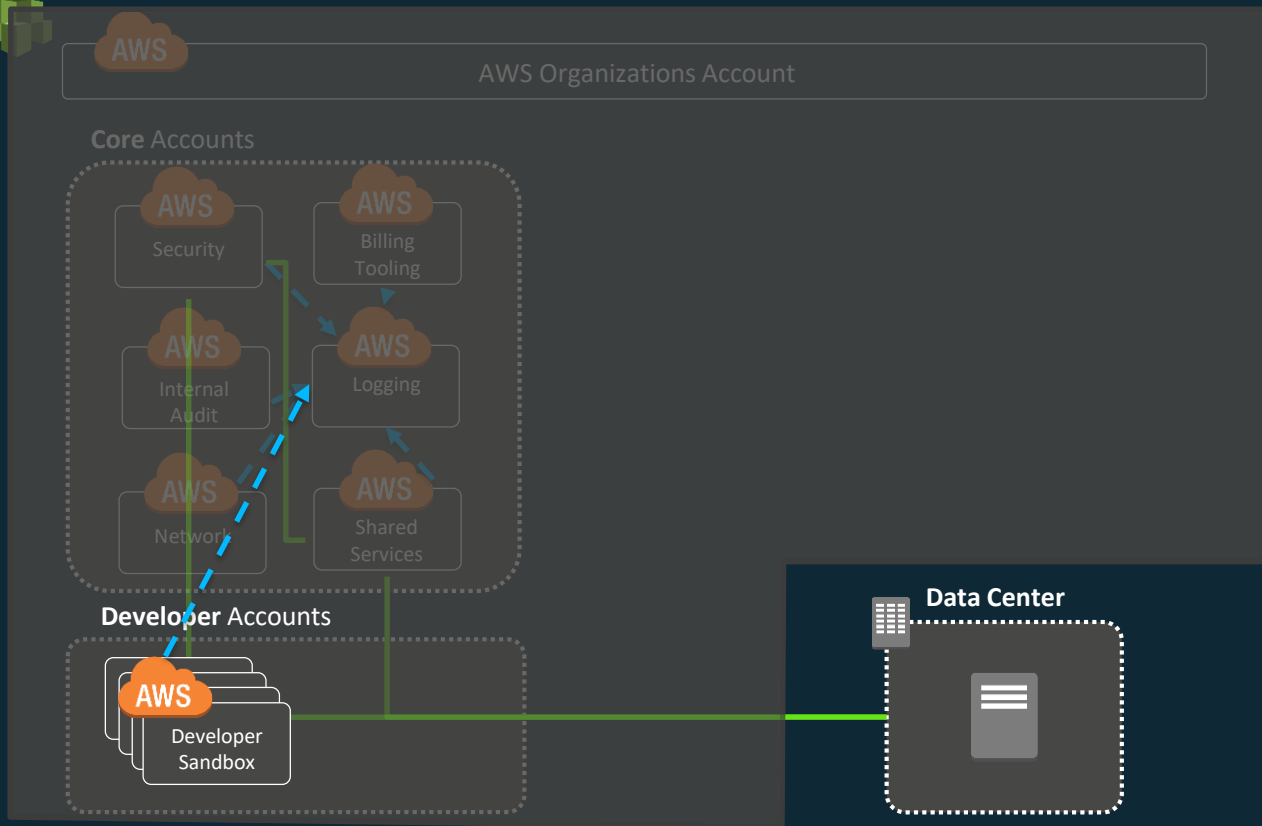 AWS
AWS Organizations Account
Core Accounts
AWS
Security
AWS
Billing
Tooling
AWS
Internal
Audit
AWS
Logging
AWS
Network
AWS
Shared
Services
Developer Accounts
AWS
Developer
Sandbox
Data Center